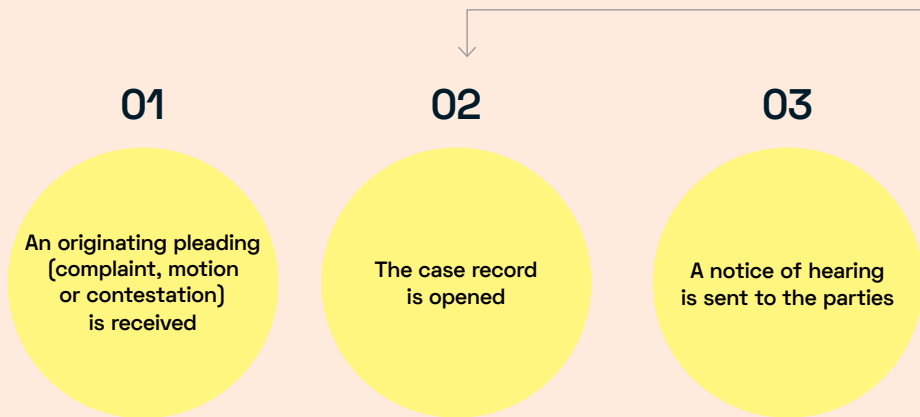 01
An originating pleading
(complaint, motion
or contestation)
is received
02
The case record
is opened
03
A notice of hearing
is sent to the parties